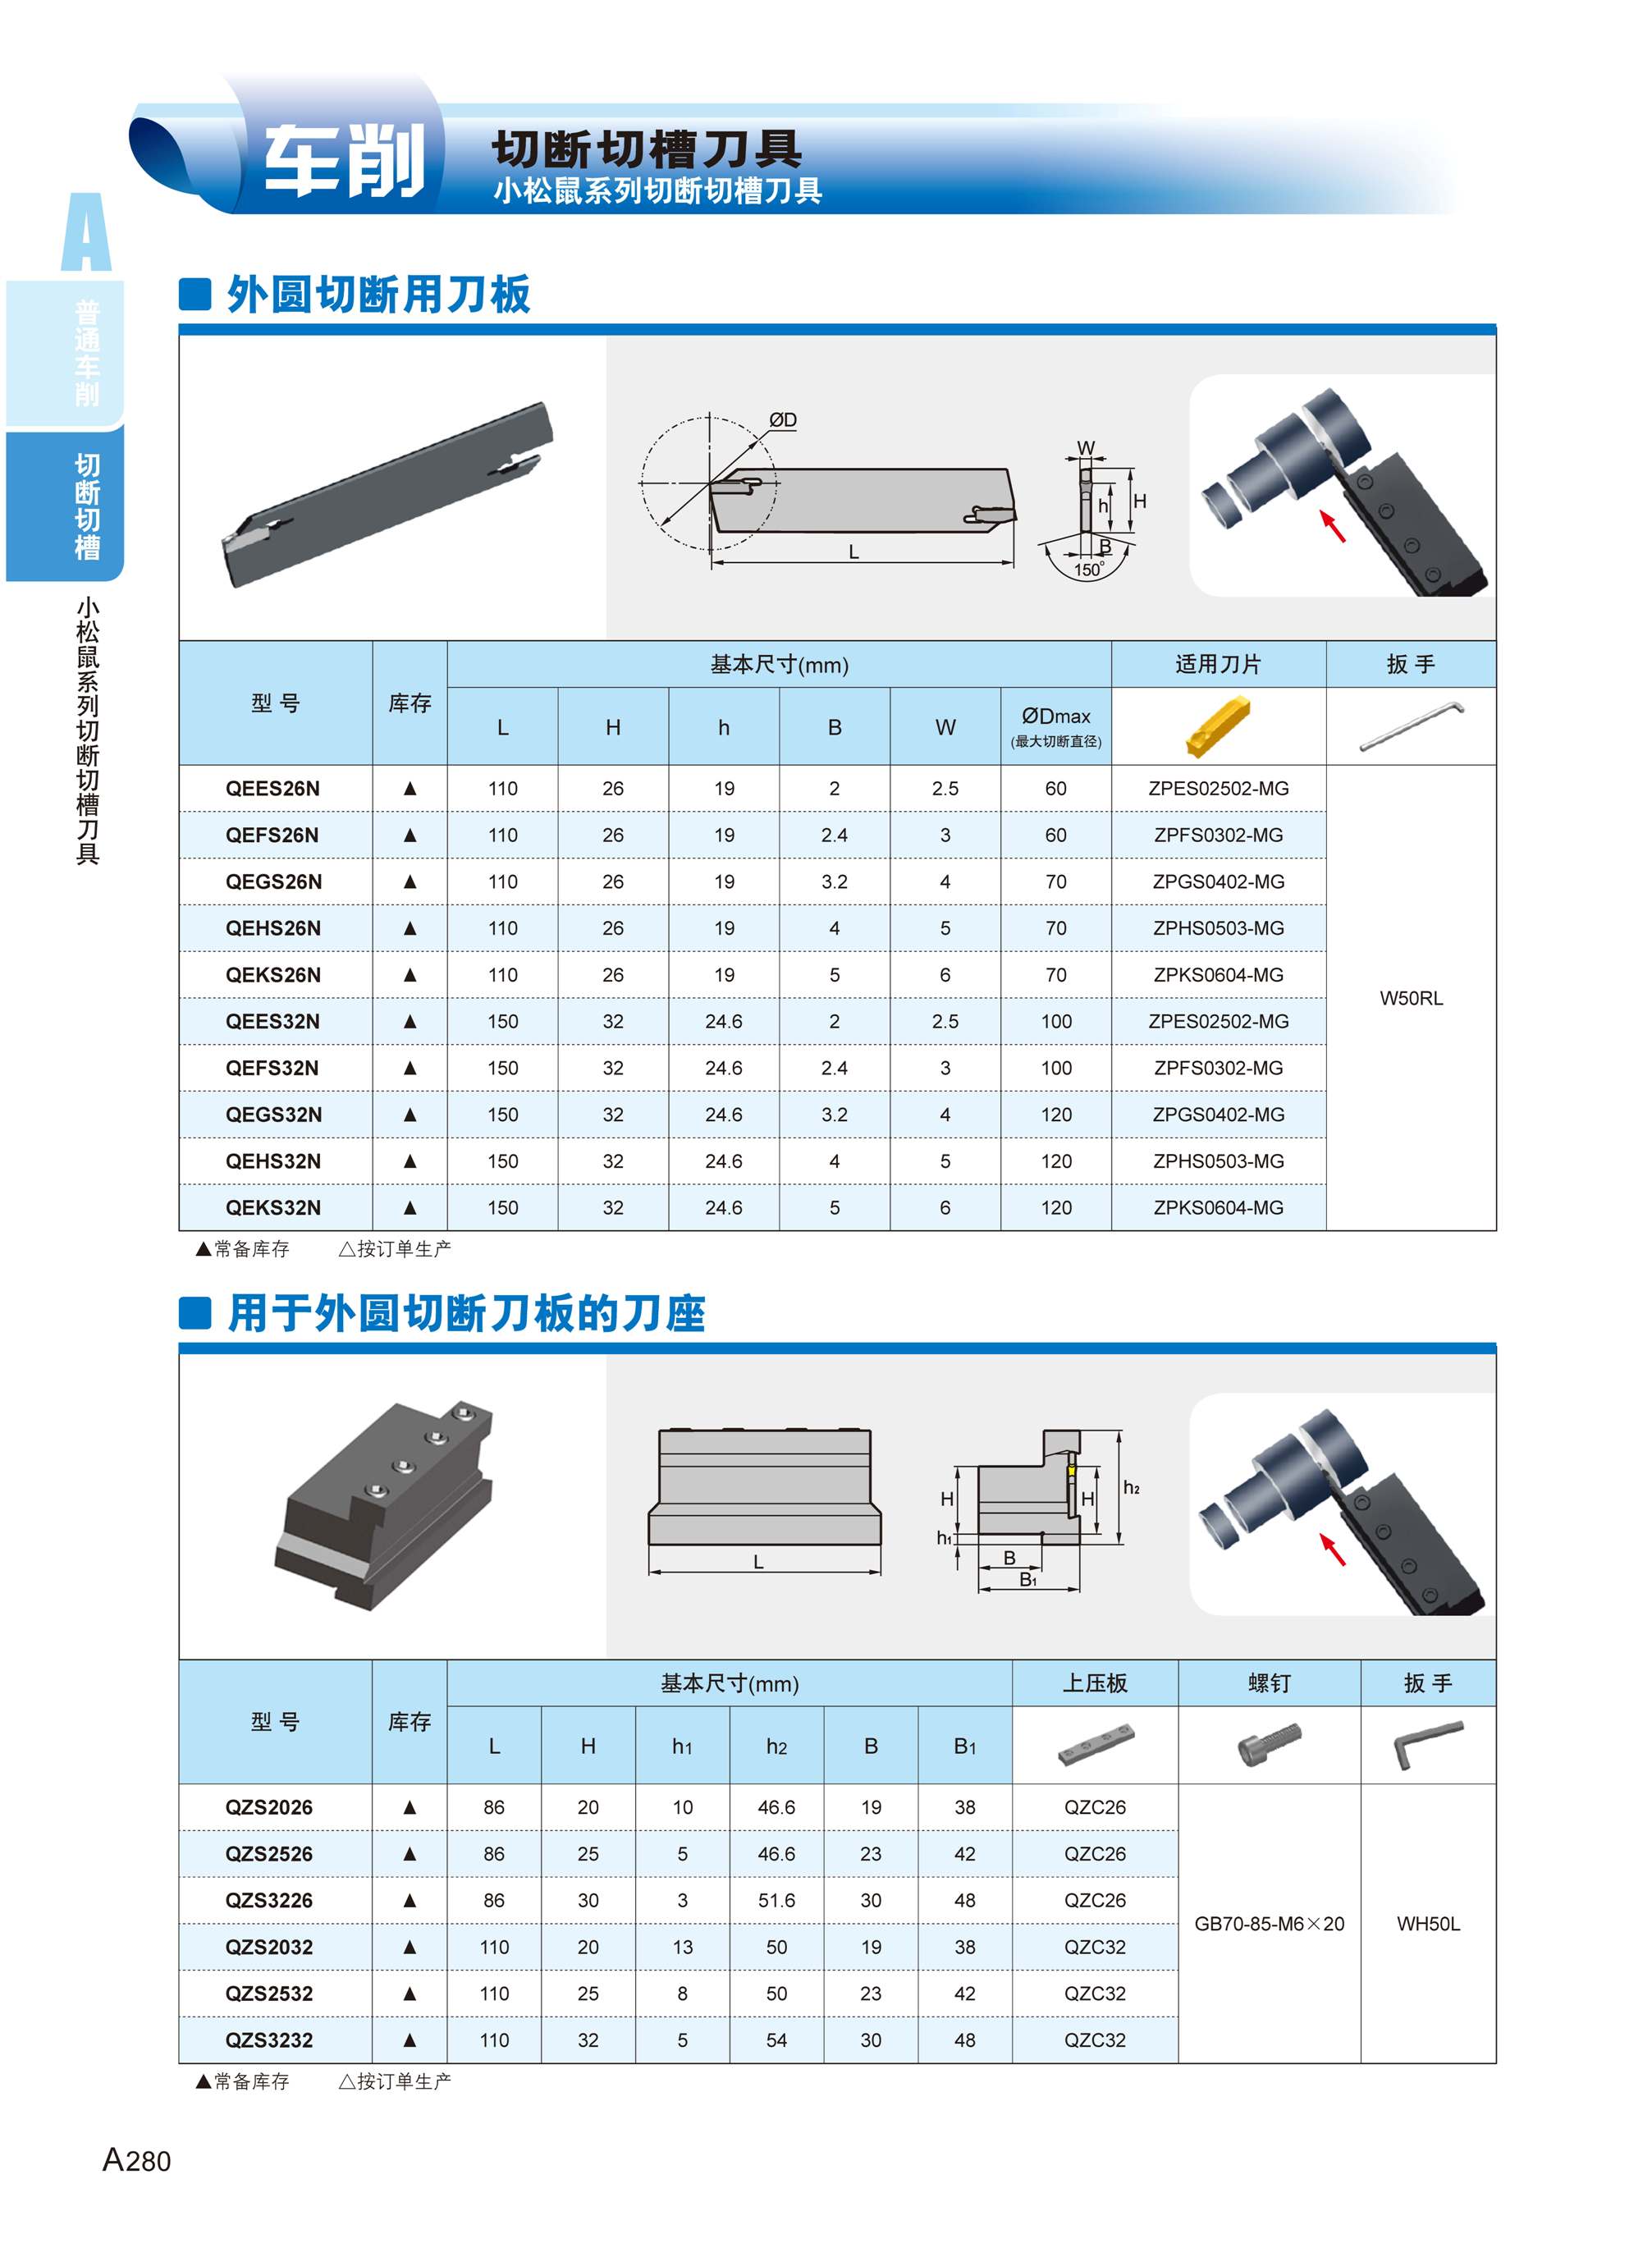 车削
切断切槽刀具
小松鼠系列切断切槽刀具
A
普通车削
切断切槽
小松鼠系列切断切槽刀具
外圆切断用刀板
ØD
L
W
h
H
B
150°
型号 库存 基本尺寸(mm) 适用刀片 扳手
L H h B W ØDmax
(最大切断直径)
QEES26N ▲ 110 26 19 2 2.5 60 ZPES02502-MG
QEFS26N ▲ 110 26 19 2.4 3 60 ZPFS0302-MG
QEGS26N ▲ 110 26 19 3.2 4 70 ZPGS0402-MG
QEHS26N ▲ 110 26 19 4 5 70 ZPHS0503-MG
QEKS26N ▲ 110 26 19 5 6 70 ZPKS0604-MG
W50RL
QEES32N ▲ 150 32 24.6 2 2.5 100 ZPES02502-MG
QEFS32N ▲ 150 32 24.6 2.4 3 100 ZPFS0302-MG
QEGS32N ▲ 150 32 24.6 3.2 4 120 ZPGS0402-MG
QEHS32N ▲ 150 32 24.6 4 5 120 ZPHS0503-MG
QEKS32N ▲ 150 32 24.6 5 6 120 ZPKS0604-MG
▲常备库存 △按订单生产
用于外圆切断刀板的刀座
L
H
h1
H
h2
B
B1
型号 库存 基本尺寸(mm) 上压板 螺钉 扳手
L H h1 h2 B B1
QZS2026 ▲ 86 20 10 46.6 19 38 QZC26
QZS2526 ▲ 86 25 5 46.6 23 42 QZC26
QZS3226 ▲ 86 30 3 51.6 30 48 QZC26
GB70-85-M6×20 WH50L
QZS2032 ▲ 110 20 13 50 19 38 QZC32
QZS2532 ▲ 110 25 8 50 23 42 QZC32
QZS3232 ▲ 110 32 5 54 30 48 QZC32
▲常备库存 △按订单生产
A280